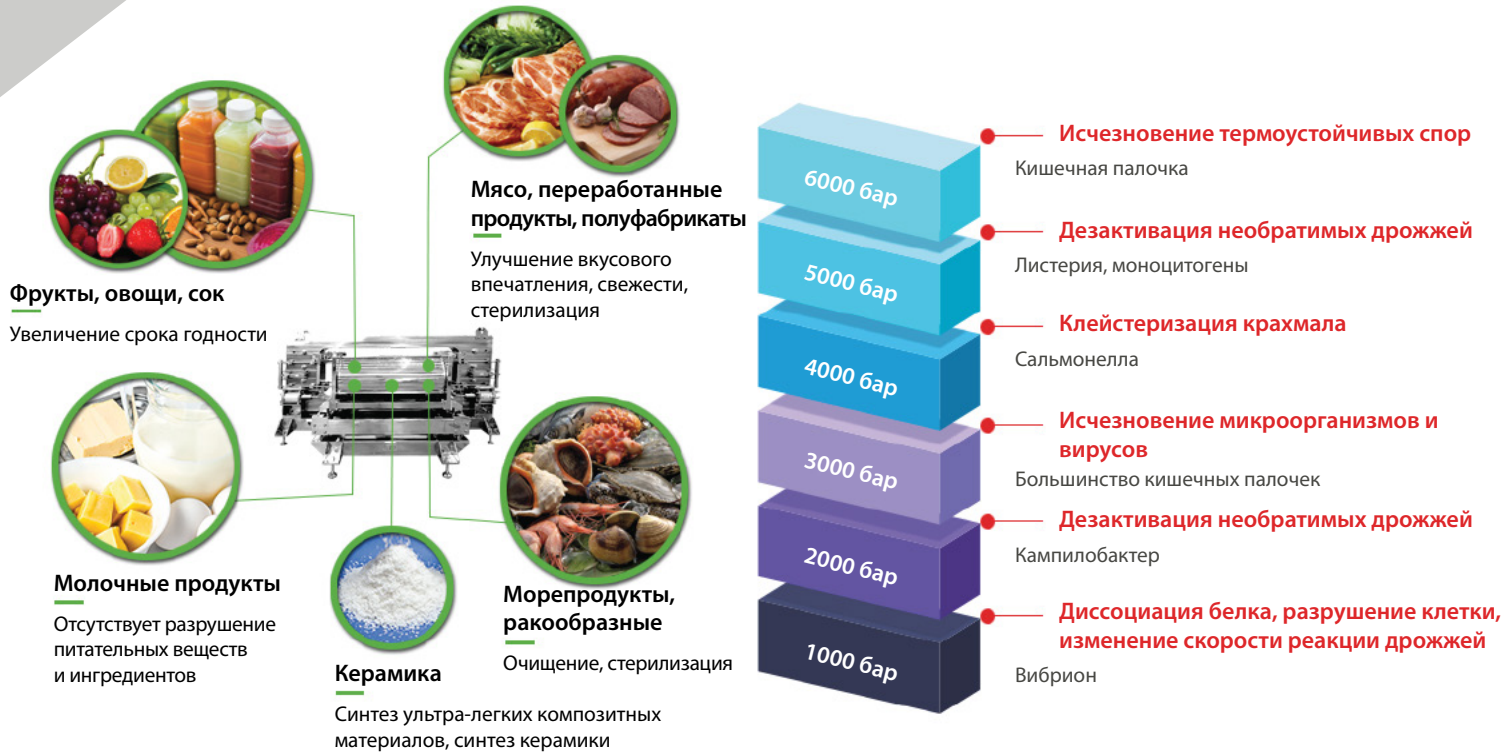 Фрукты, овощи, сок
Увеличение срока годности
Мясо, переработанные
продукты, полуфабрикаты
Улучшение вкусового
впечатления, свежести,
стерилизация
Молочные продукты
Отсутствует разрушение
питательных веществ
и ингредиентов
Керамика
Синтез ультра-легких композитных
материалов, синтез керамики
Морепродукты,
ракообразные
Очищение, стерилизация
6000 бар
Исчезновение термоустойчивых спор
Кишечная палочка
5000 бар
Дезактивация необратимых дрожжей
Листерия, моноцитогены
4000 бар
Клейстеризация крахмала
Сальмонелла
3000 бар
Исчезновение микроорганизмов и
вирусов
Большинство кишечных палочек
2000 бар
Дезактивация необратимых дрожжей
Кампилобактер
1000 бар
Диссоциация белка, разрушение клетки,
изменение скорости реакции дрожжей
Вибрион